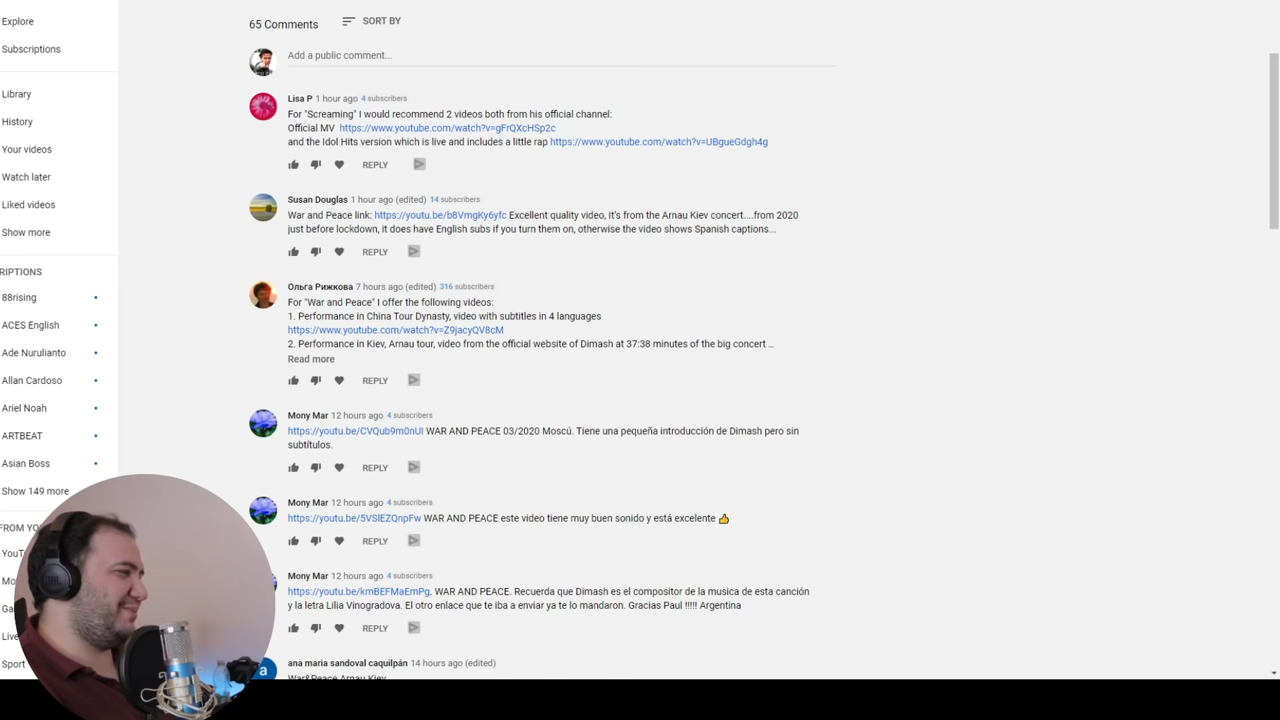 Explore
Subscriptions
Library
History
Your videos
Watch later
Liked videos
Show more
RIPTIONS
88rising
ACES English
Ade Nurulianto
Allan Cardoso
Ariel Noah
ARTBEAT
Asian Boss
Show 149 more
FROM YOU
Sport
65 Comments SORT BY
Add a public comment...
Lisa P 1 hour ago 4 subscribers
For "Screaming" I would recommend 2 videos both from his official channel:
Official MV https://www.youtube.com/watch?v=gFrQXcHSp2c
and the Idol Hits version which is live and includes a little rap https://www.youtube.com/watch?v=UBgueGdgh4g
REPLY
Susan Douglas 1 hour ago (edited) 14 subscribers
War and Peace link: https://youtu.be/b8VmgKy6yfc Excellent quality video, It's from the Arnau Kiev concert....from 2020
just before lockdown, it does have English subs if you turn them on, otherwise the video shows Spanish captions...
REPLY
Ольга Рижкова 7 hours ago (edited) 316 subscribers
For "War and Peace" I offer the following videos:
1. Performance in China Tour Dynasty, video with subtitles in 4 languages
https://www.youtube.com/watch?v=Z9jacyQV8cM
2. Performance in Kiev, Arnau tour, video from the official website of Dimash at 37:38 minutes of the big concert ...
Read more
REPLY
Mony Mar 12 hours ago 4 subscribers
https://youtu.be/CVQub9m0nUI WAR AND PEACE 03/2020 Moscú. Tiene una pequeña introducción de Dimash pero sin
subtítulos.
REPLY
Mony Mar 12 hours ago 4 subscribers
https://youtu.be/5VSlEZQnpFw WAR AND PEACE este video tiene muy buen sonido y está excelente 👍
REPLY
Mony Mar 12 hours ago 4 subscribers
https://youtu.be/kmBEFMaEmPg. WAR AND PEACE. Recuerda que Dimash es el compositor de la musica de esta canción
y la letra Lilia Vinogradova. El otro enlace que te iba a enviar ya te lo mandaron. Gracias Paul !!!!! Argentina
REPLY
a
ana maria sandoval caquilpán 14 hours ago (edited)
War&Peace Arnau Kiev